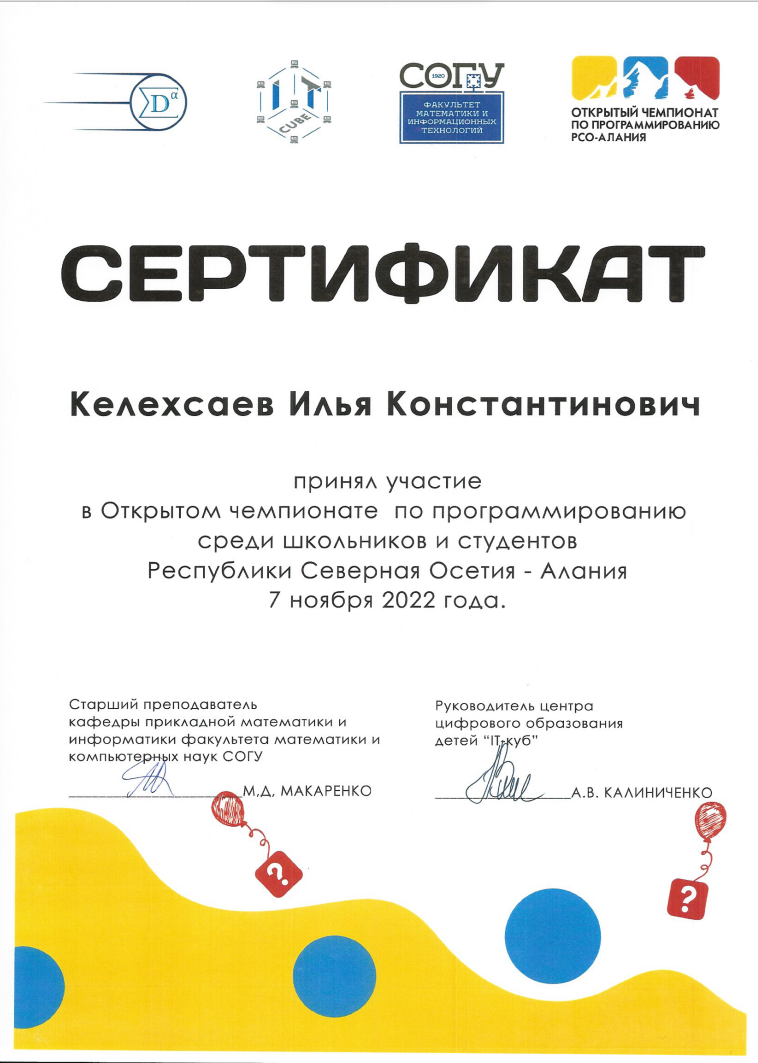 Dα
IT
CUBE
СОГУ
1920
ФАКУЛЬТЕТ
МАТЕМАТИКИ И
ИНФОРМАЦИОННЫХ
ТЕХНОЛОГИЙ
ОТКРЫТЫЙ ЧЕМПИОНАТ
ПО ПРОГРАММИРОВАНИЮ
РСО-АЛАНИЯ
СЕРТИФИКАТ
Келехсаев Илья Константинович
принял участие
в Открытом чемпионате по программированию
среди школьников и студентов
Республики Северная Осетия - Алания
7 ноября 2022 года.
Старший преподаватель
кафедры прикладной математики и
информатики факультета математики и
компьютерных наук СОГУ
М,Д, МАКАРЕНКО
Руководитель центра
цифрового образования
детей “IT-куб”
А.В. КАЛИНИЧЕНКО
?
?